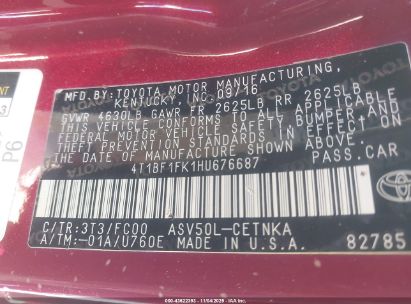 MFD. BY: TOYOTA MOTOR MANUFACTURING,
KENTUCKY, INC. 09/16
GVWR 4630LB GAWR FR 2625LB RR 2625LB
THIS VEHICLE CONFORMS TO ALL APPLICABLE
FEDERAL MOTOR VEHICLE SAFETY, BUMPER, AND
THEFT PREVENTION STANDARDS IN EFFECT ON
THE DATE OF MANUFACTURE SHOWN ABOVE.
4T1BF1FK1HU676687 PASS.CAR
C/TR:3T3/FC00 ASV50L-CETNKA
A/TM:-01A/U760E MADE IN U.S.A. 82785
P6